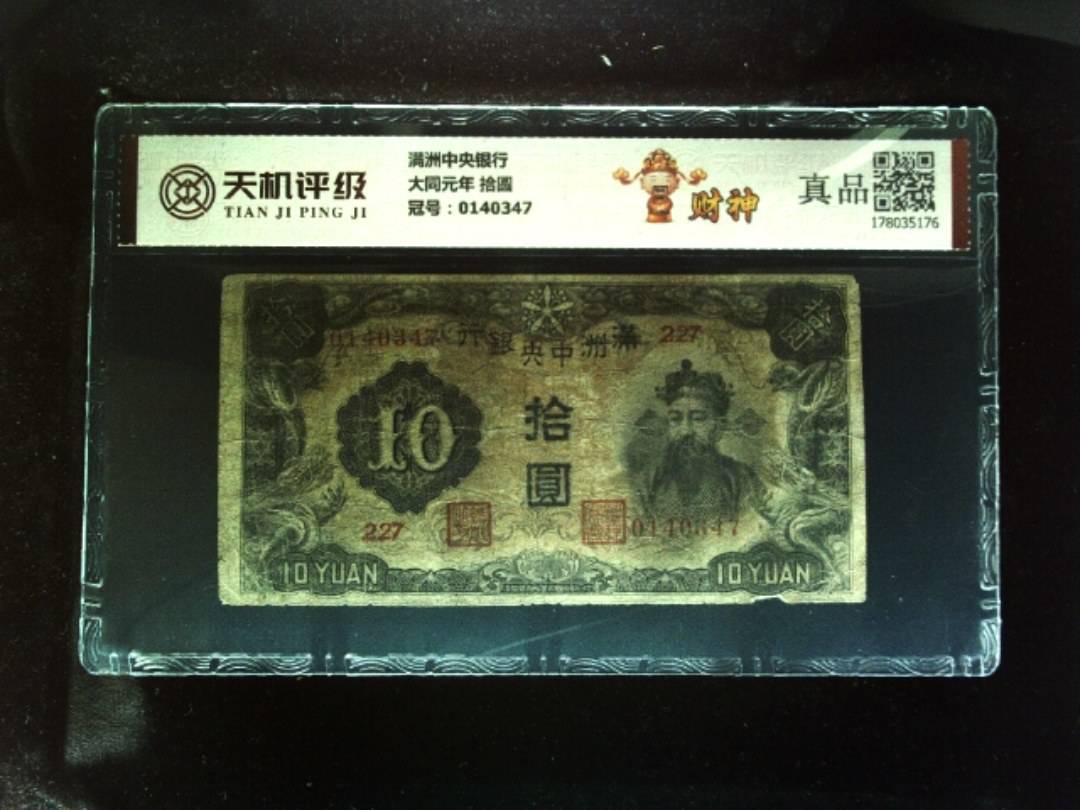 天机评级
TIAN JI PING JI
满洲中央银行
大同元年 拾圆
冠号：0140347
财神
真品
178035176
0140347
行銀央中洲滿
227
10
拾
圓
227
0140347
10 YUAN
10 YUAN